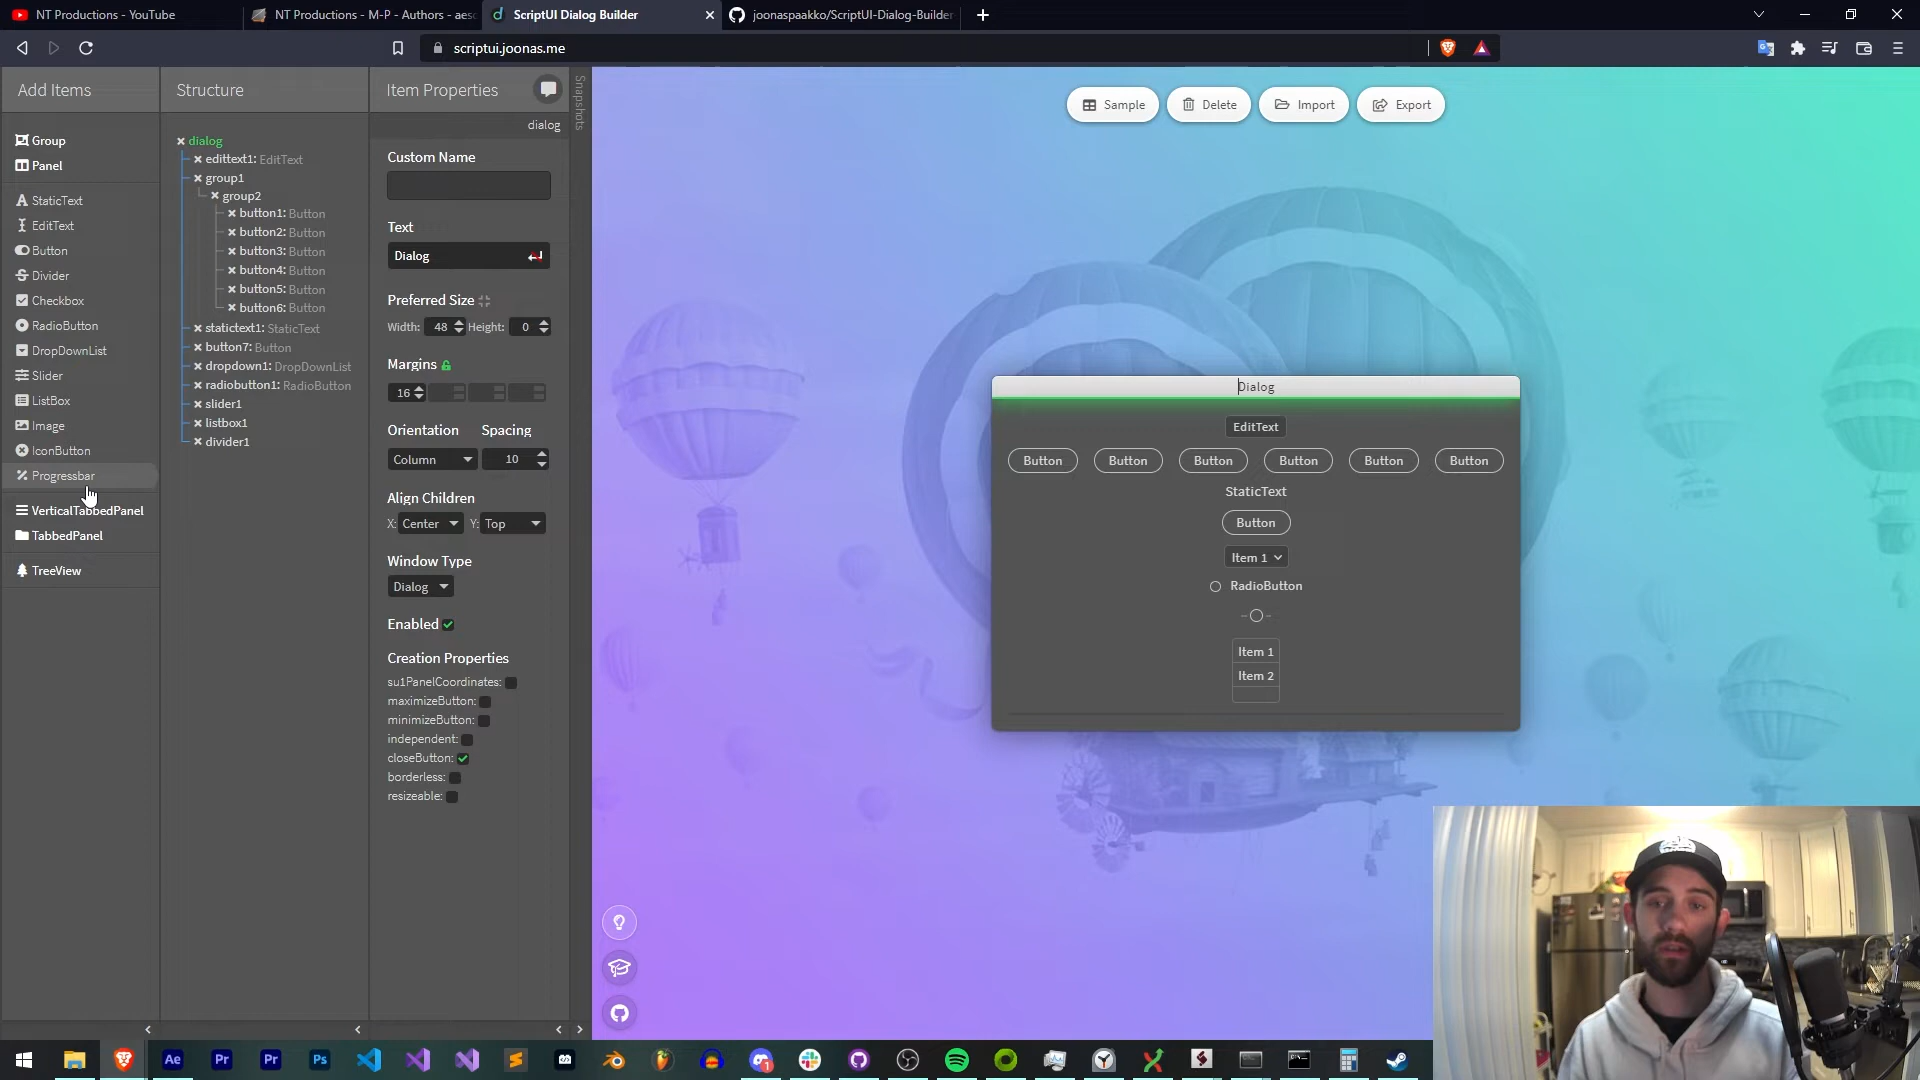 NT Productions - YouTube
NT Productions - M-P - Authors - aesc
ScriptUI Dialog Builder
joonaspaakko/ScriptUI-Dialog-Builder
scriptui.joonas.me
Add Items
Group
Panel
StaticText
EditText
Button
Divider
Checkbox
RadioButton
DropDownList
Slider
ListBox
Image
IconButton
Progressbar
VerticalTabbedPanel
TabbedPanel
TreeView
Structure
dialog
edittext1: EditText
group1
group2
button1: Button
button2: Button
button3: Button
button4: Button
button5: Button
button6: Button
statictext1: StaticText
button7: Button
dropdown1: DropDownList
radiobutton1: RadioButton
slider1
listbox1
divider1
Item Properties
dialog
Custom Name
Text
Dialog
Preferred Size
Width: 48 Height: 0
Margins
16
Orientation Spacing
Column 10
Align Children
X: Center Y: Top
Window Type
Dialog
Enabled
Creation Properties
su1PanelCoordinates:
maximizeButton:
minimizeButton:
independent:
closeButton:
borderless:
resizeable:
Snapshots
Sample Delete Import Export
Dialog
EditText
Button Button Button Button Button Button
StaticText
Button
Item 1
RadioButton
Item 1
Item 2
Ae Pr Pr Ps